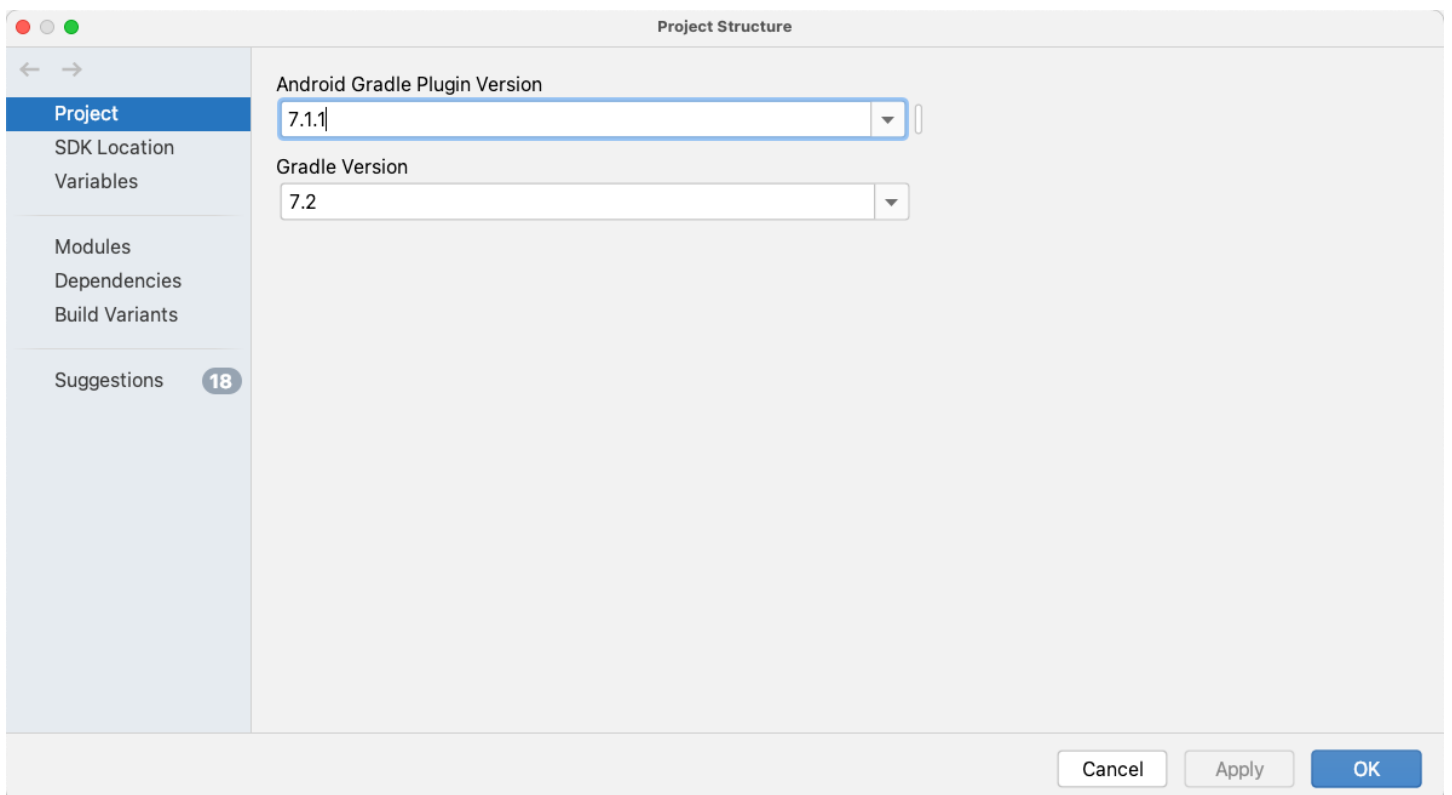 Project Structure
Project
SDK Location
Variables
Modules
Dependencies
Build Variants
Suggestions 18
Android Gradle Plugin Version
7.1.1
Gradle Version
7.2
Cancel Apply OK